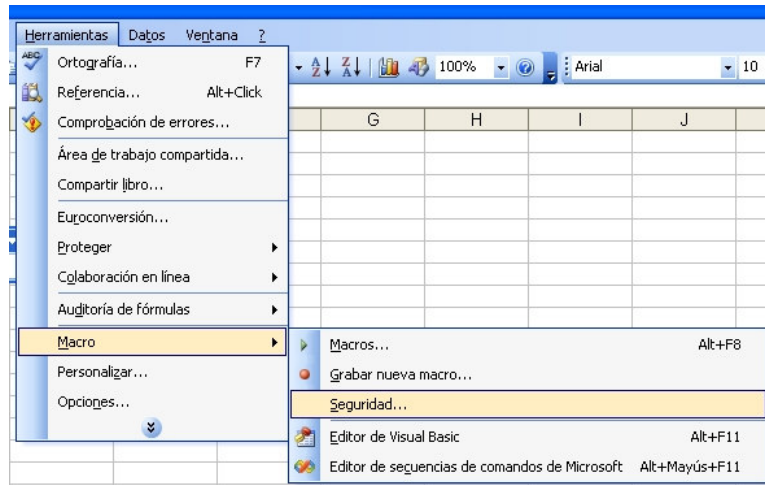 Herramientas Datos Ventana ?
Ortografía... F7
100% Arial 10
Referencia... Alt+Click
Comprobación de errores... G H I J
Área de trabajo compartida...
Compartir libro...
Euroconversión...
Proteger
Colaboración en línea
Auditoría de fórmulas
Macro
Macros... Alt+F8
Personalizar...
Grabar nueva macro...
Opciones...
Seguridad...
Editor de Visual Basic Alt+F11
Editor de secuencias de comandos de Microsoft Alt+Mayús+F11